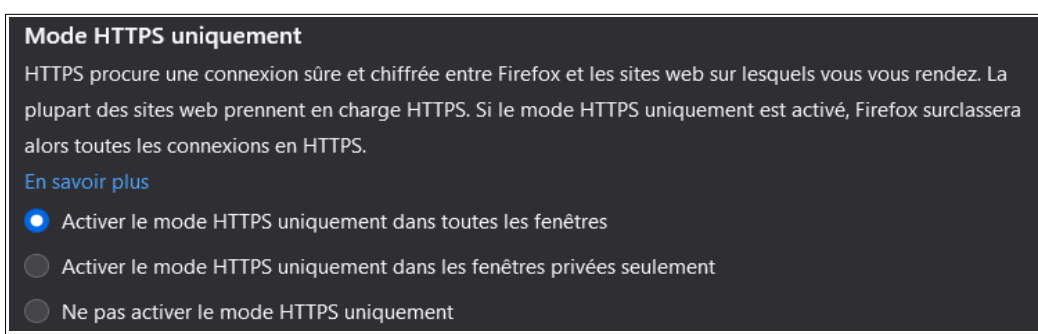 Mode HTTPS uniquement
HTTPS procure une connexion sûre et chiffrée entre Firefox et les sites web sur lesquels vous vous rendez. La
plupart des sites web prennent en charge HTTPS. Si le mode HTTPS uniquement est activé, Firefox surclassera
alors toutes les connexions en HTTPS.
En savoir plus
Activer le mode HTTPS uniquement dans toutes les fenêtres
Activer le mode HTTPS uniquement dans les fenêtres privées seulement
Ne pas activer le mode HTTPS uniquement